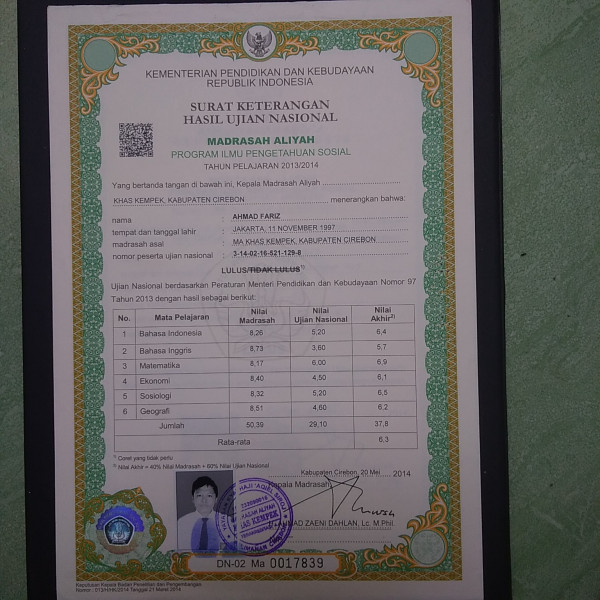 KEMENTERIAN PENDIDIKAN DAN KEBUDAYAAN
REPUBLIK INDONESIA
SURAT KETERANGAN
HASIL UJIAN NASIONAL
MADRASAH ALIYAH
PROGRAM ILMU PENGETAHUAN SOSIAL
TAHUN PELAJARAN 2013/2014
Yang bertanda tangan di bawah ini, Kepala Madrasah Aliyah
KHAS KEMPEK, KABUPATEN CIREBON menerangkan bahwa:
nama : AHMAD FARIZ
tempat dan tanggal lahir : JAKARTA, 11 NOVEMBER 1997
madrasah asal : MA KHAS KEMPEK, KABUPATEN CIREBON
nomor peserta ujian nasional : 3-14-02-16-521-129-8
LULUS/TIDAK LULUS¹⁾
Ujian Nasional berdasarkan Peraturan Menteri Pendidikan dan Kebudayaan Nomor 97
Tahun 2013 dengan hasil sebagai berikut:
No. Mata Pelajaran Nilai Madrasah Nilai Ujian Nasional Nilai Akhir²⁾
1 Bahasa Indonesia 8,26 5,20 6,4
2 Bahasa Inggris 8,73 3,60 5,7
3 Matematika 8,17 6,00 6,9
4 Ekonomi 8,40 4,50 6,1
5 Sosiologi 8,32 5,20 6,5
6 Geografi 8,51 4,60 6,2
Jumlah 50,39 29,10 37,8
Rata-rata 6,3
¹⁾ Coret yang tidak perlu
²⁾ Nilai Akhir = 40% Nilai Madrasah + 60% Nilai Ujian Nasional
Kabupaten Cirebon, 20 Mei 2014
Kepala Madrasah
AHMAD ZAENI DAHLAN, Lc. M.Phil.
DN-02 Ma 0017839
Keputusan Kepala Badan Penelitian dan Pengembangan
Nomor : 013/H/HK/2014 Tanggal 21 Maret 2014